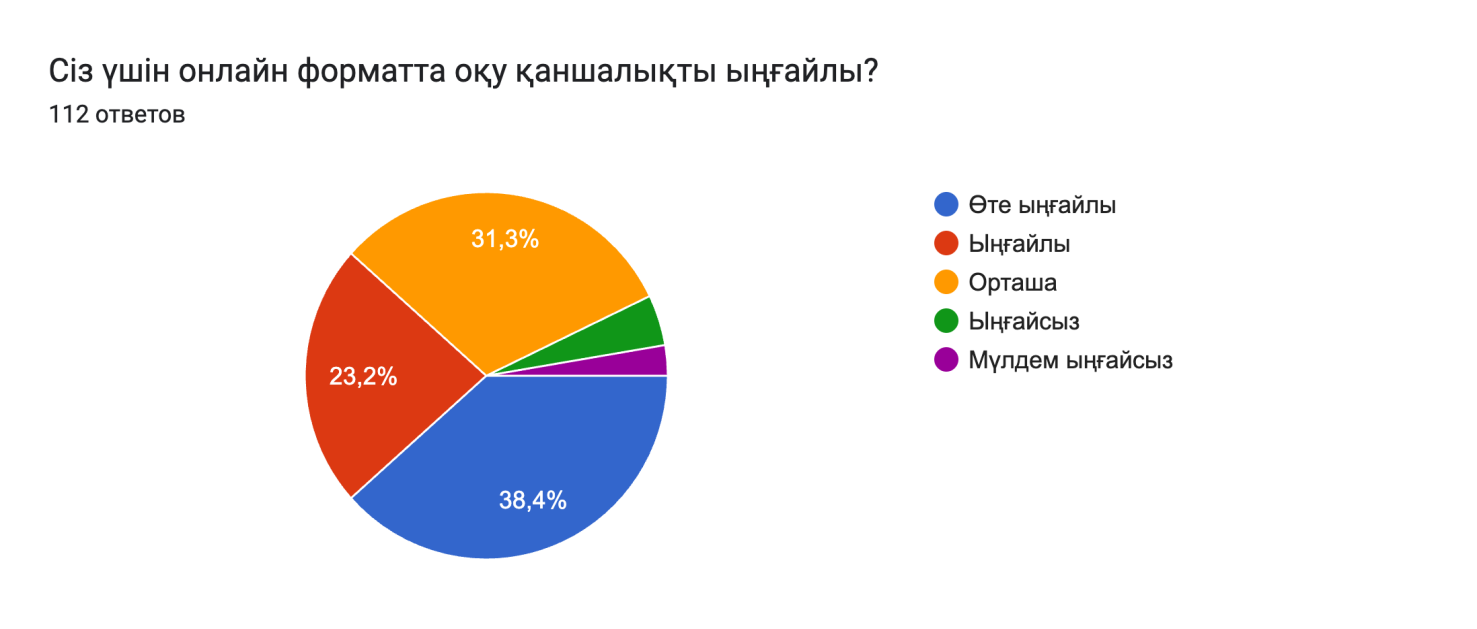 Сіз үшін онлайн форматта оқу қаншалықты ыңғайлы?
112 ответов
31,3%
23,2%
38,4%
Өте ыңғайлы
Ыңғайлы
Орташа
Ыңғайсыз
Мүлдем ыңғайсыз